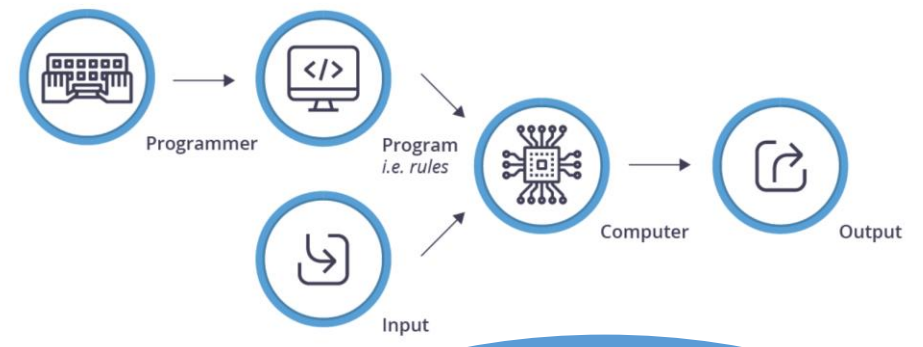 </>
Programmer
Program
i.e. rules
Computer
Output
Input